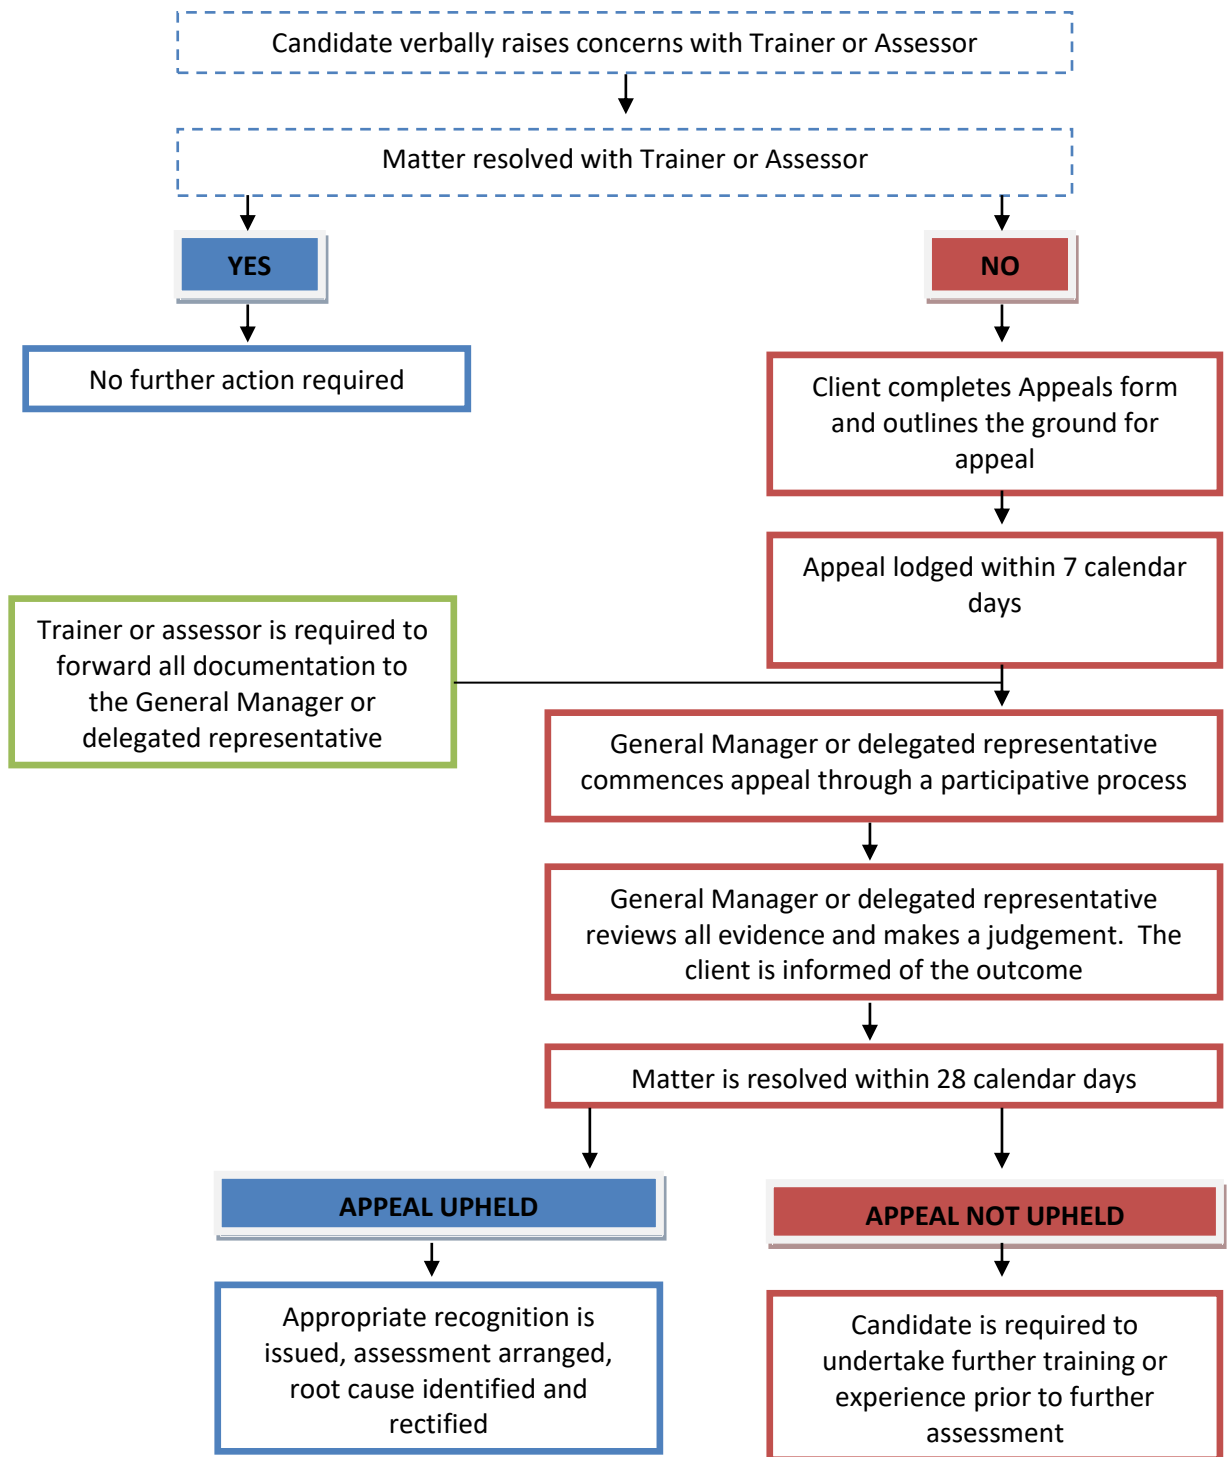 Candidate verbally raises concerns with Trainer or Assessor
Matter resolved with Trainer or Assessor
YES
NO
No further action required
Client completes Appeals form
and outlines the ground for
appeal
Appeal lodged within 7 calendar
days
Trainer or assessor is required to
forward all documentation to
the General Manager or
delegated representative
General Manager or delegated representative
commences appeal through a participative process
General Manager or delegated representative
reviews all evidence and makes a judgement.  The
client is informed of the outcome
Matter is resolved within 28 calendar days
APPEAL UPHELD
APPEAL NOT UPHELD
Appropriate recognition is
issued, assessment arranged,
root cause identified and
rectified
Candidate is required to
undertake further training or
experience prior to further
assessment